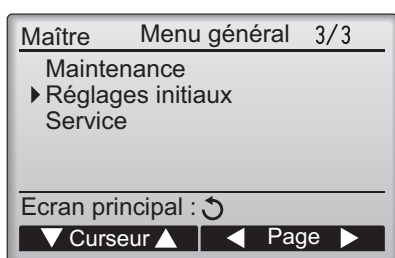 Maître Menu général 3/3
Maintenance
Réglages initiaux
Service
Ecran principal :
Curseur Page